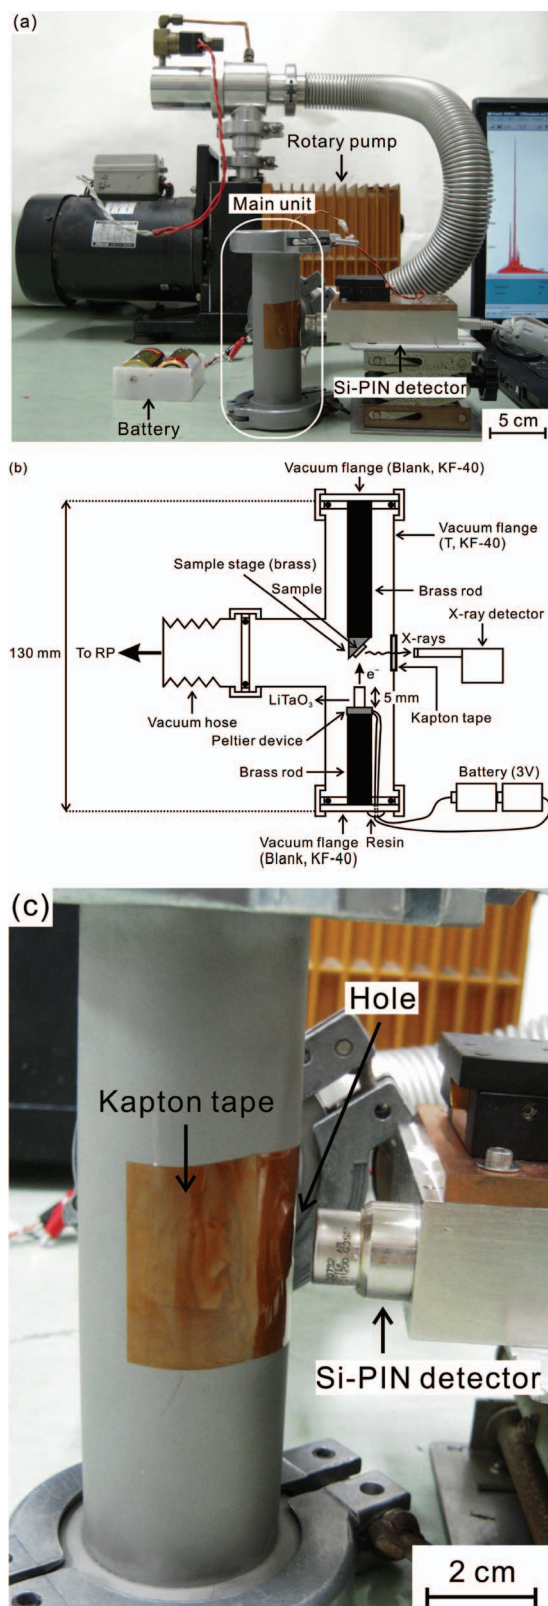 (a)
Rotary pump
Main unit
Si-PIN detector
Battery
5 cm
(b)
Vacuum flange
(Blank, KF-40)
Vacuum flange
(T, KF-40)
Sample stage (brass)
Sample
Brass rod
X-ray detector
X-rays
130 mm
To RP
e⁻
LiTaO₃
5 mm
Vacuum hose
Kapton tape
Peltier device
Brass rod
Battery (3V)
Vacuum flange
(Blank, KF-40)
Resin
(c)
Hole
Kapton tape
Si-PIN detector
2 cm